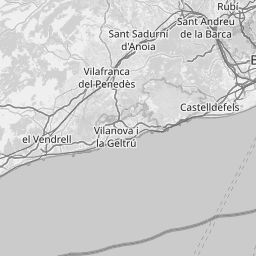 Rubí
Sant Andreu
de la Barca
Sant Sadurní
d'Anoia
Vilafranca
del Penedès
Castelldefels
Vilanova i
la Geltrú
el Vendrell